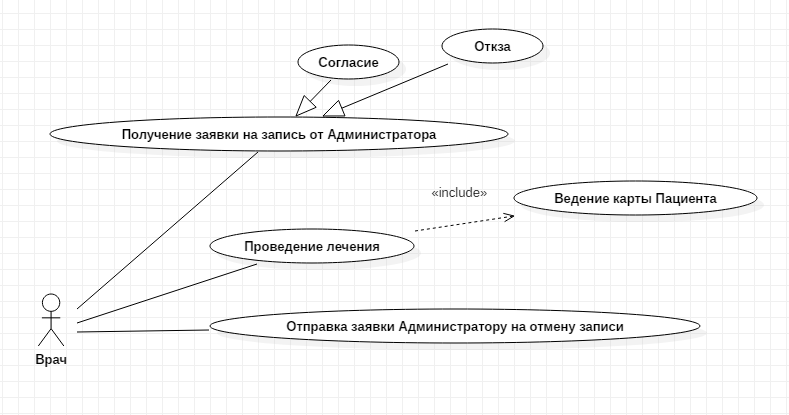 Откза
Согласие
Получение заявки на запись от Администратора
«include»
Ведение карты Пациента
Проведение лечения
Отправка заявки Администратору на отмену записи
Врач